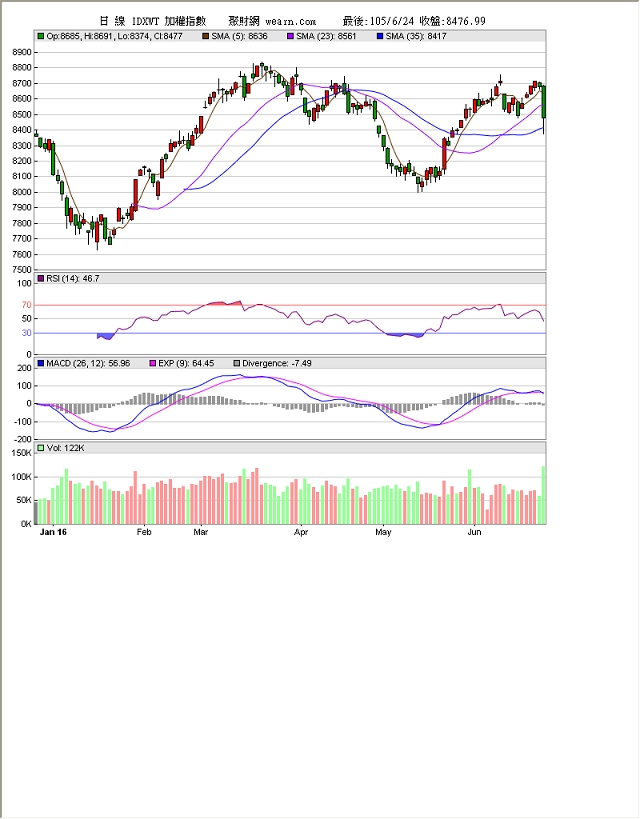 日 線 IDXWT 加權指數 聚財網 wearn.com 最後:105/6/24 收盤:8476.99
Op:8685, Hi:8691, Lo:8374, Cl:8477 SMA (5): 8636 SMA (23): 8561 SMA (35): 8417
8900
8800
8700
8600
8500
8400
8300
8200
8100
8000
7900
7800
7700
7600
7500
RSI (14): 46.7
100
70
50
30
0
MACD (26, 12): 56.96 EXP (9): 64.45 Divergence: -7.49
200
100
0
-100
-200
Vol: 122K
150K
100K
50K
0K
Jan 16 Feb Mar Apr May Jun